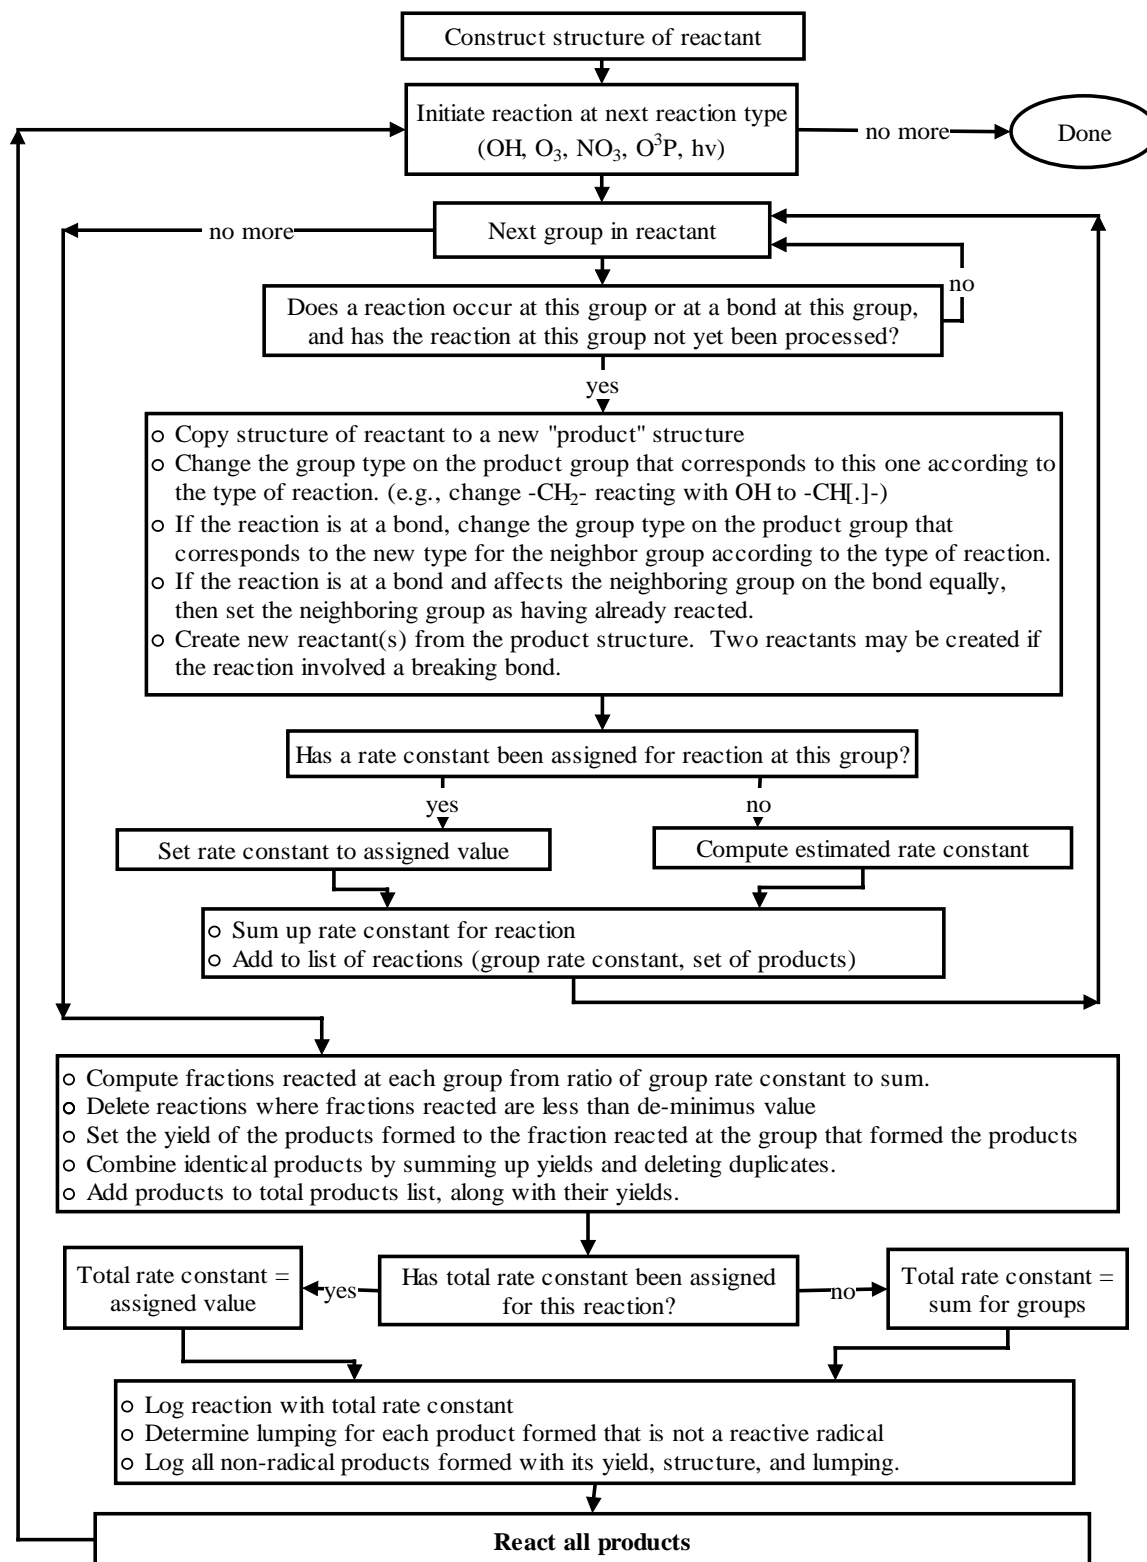 Construct structure of reactant
Initiate reaction at next reaction type
(OH, O₃, NO₃, O³P, hv)
no more
Done
no more
Next group in reactant
no
Does a reaction occur at this group or at a bond at this group,
and has the reaction at this group not yet been processed?
yes
Copy structure of reactant to a new "product" structure
Change the group type on the product group that corresponds to this one according to
the type of reaction. (e.g., change -CH₂- reacting with OH to -CH[.]-)
If the reaction is at a bond, change the group type on the product group that
corresponds to the new type for the neighbor group according to the type of reaction.
If the reaction is at a bond and affects the neighboring group on the bond equally,
then set the neighboring group as having already reacted.
Create new reactant(s) from the product structure. Two reactants may be created if
the reaction involved a breaking bond.
Has a rate constant been assigned for reaction at this group?
yes
no
Set rate constant to assigned value
Compute estimated rate constant
Sum up rate constant for reaction
Add to list of reactions (group rate constant, set of products)
Compute fractions reacted at each group from ratio of group rate constant to sum.
Delete reactions where fractions reacted are less than de-minimus value
Set the yield of the products formed to the fraction reacted at the group that formed the products
Combine identical products by summing up yields and deleting duplicates.
Add products to total products list, along with their yields.
Total rate constant =
assigned value
yes
Has total rate constant been assigned
for this reaction?
no
Total rate constant =
sum for groups
Log reaction with total rate constant
Determine lumping for each product formed that is not a reactive radical
Log all non-radical products formed with its yield, structure, and lumping.
React all products